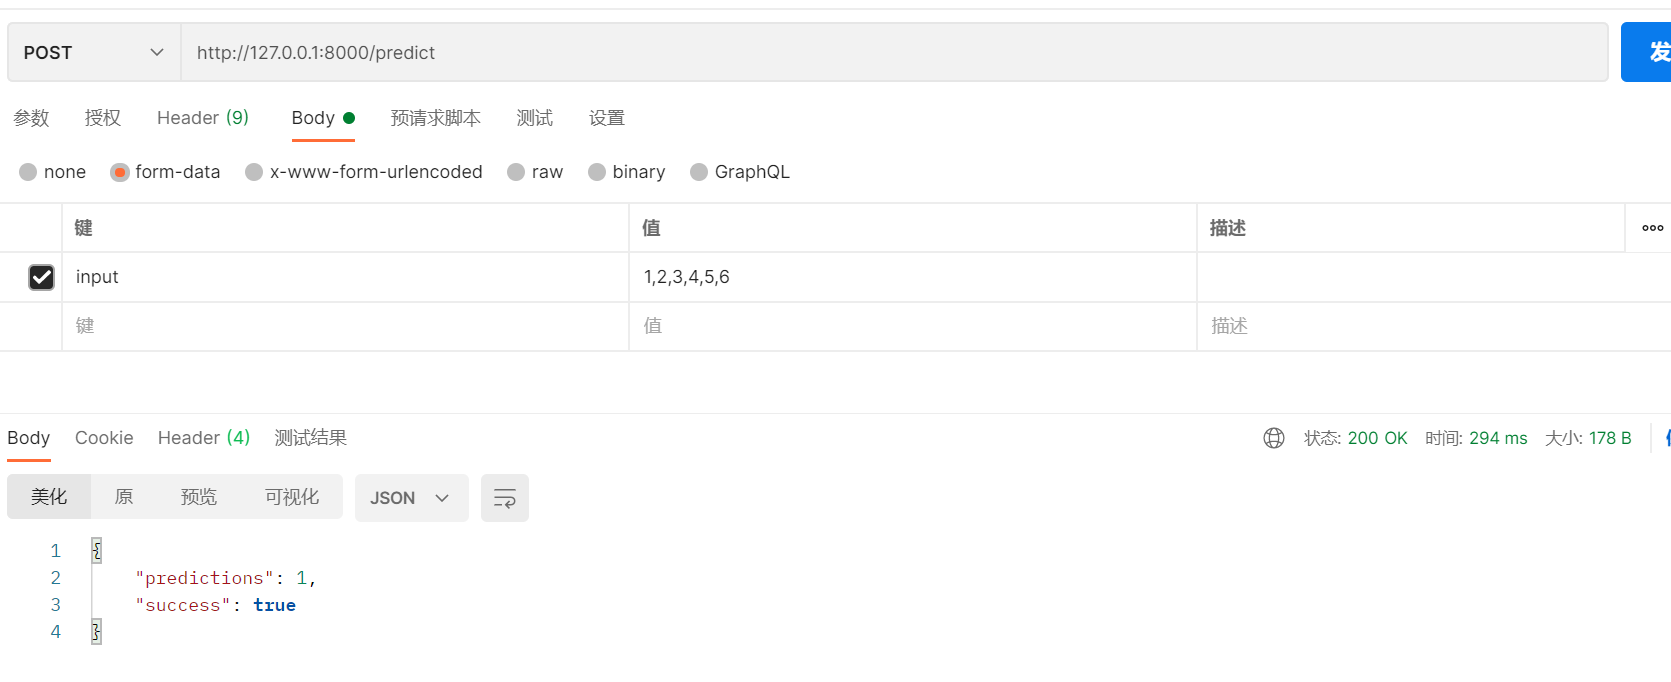 POST http://127.0.0.1:8000/predict 发
参数 授权 Header (9) Body 预请求脚本 测试 设置
none form-data x-www-form-urlencoded raw binary GraphQL
键 值 描述
input 1,2,3,4,5,6
键 值 描述
Body Cookie Header (4) 测试结果 状态: 200 OK 时间: 294 ms 大小: 178 B
美化 原 预览 可视化 JSON
1 {
2 "predictions": 1,
3 "success": true
4 }